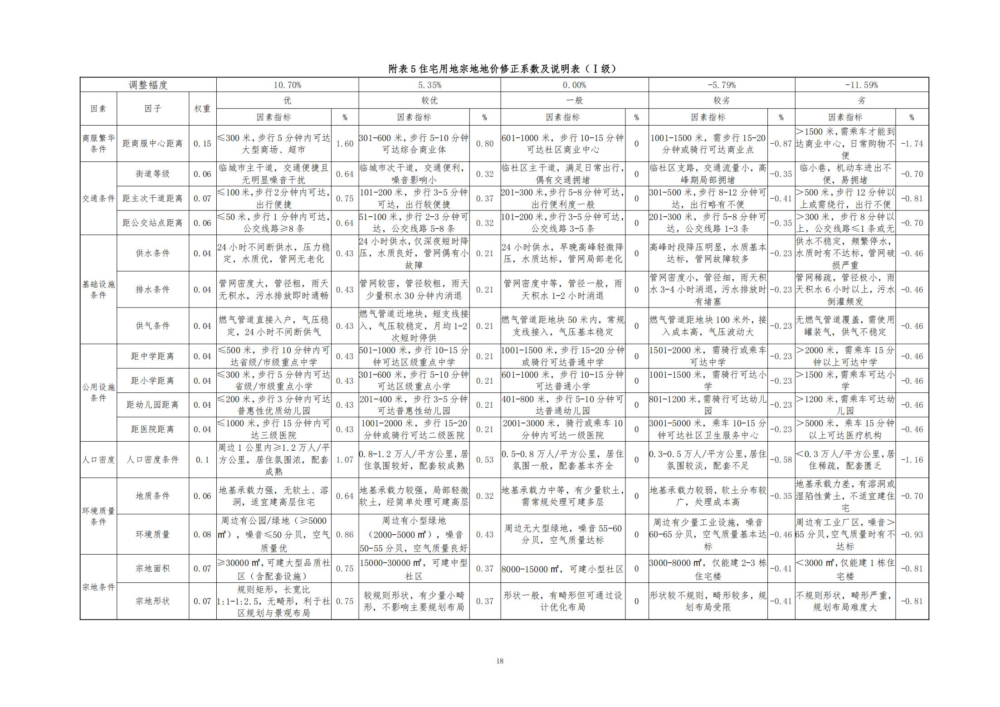 附表5住宅用地宗地地价修正系数及说明表（Ⅰ级）
调整幅度 10.70% 5.35% 0.00% -5.79% -11.59%
因素 因子 权重 优 较优 一般 较劣 劣
因素指标 % 因素指标 % 因素指标 % 因素指标 % 因素指标 %
商服繁华条件 距商服中心距离 0.15 ≤300米，步行5分钟内可达大型商场、超市 1.60 301-600米，步行5-10分钟可达综合商业体 0.80 601-1000米，步行10-15分钟可达社区商业中心 0 1001-1500米，需步行15-20分钟或骑行可达商业点 -0.87 ＞1500米，需乘车才能到达商业中心，日常购物不便 -1.74
交通条件 街道等级 0.06 临城市主干道，交通便捷且无明显噪音干扰 0.64 临城市次干道，交通便利，噪音影响小 0.32 临社区主干道，满足日常出行，偶有交通拥堵 0 临社区支路，交通流量小，高峰期局部拥堵 -0.35 临小巷，机动车进出不便，易拥堵 -0.70
距主次干道距离 0.07 ≤100米，步行2分钟内可达，出行便捷 0.75 101-200米，步行3-5分钟可达，出行较便捷 0.37 201-300米，步行5-8分钟可达，出行便利度一般 0 301-500米，步行8-12分钟可达，出行略有不便 -0.41 ＞500米，步行12分钟以上或需绕行，出行不便 -0.81
距公交站点距离 0.06 ≤50米，步行1分钟内可达，公交线路≥8条 0.64 51-100米，步行2-3分钟可达，公交线路5-8条 0.32 101-200米，步行3-5分钟可达，公交线路3-5条 0 201-300米，步行5-8分钟可达，公交线路1-3条 -0.35 ＞300米，步行8分钟以上，公交线路≤1条或无 -0.70
基础设施条件 供水条件 0.04 24小时不间断供水，压力稳定，水质优，管网无老化 0.43 24小时供水，仅深夜短时降压，水质良好，管网偶有小故障 0.21 24小时供水，早晚高峰轻微降压，水质达标，管网局部老化 0 高峰时段降压明显，水质基本达标，管网故障较多 -0.23 供水不稳定，频繁停水，水质时有不达标，管网破损严重 -0.46
排水条件 0.04 管网密度大，管径粗，雨天无积水，污水排放即时通畅 0.43 管网较密，管径较粗，雨天少量积水30分钟内消退 0.21 管网密度中等，管径一般，雨天积水1-2小时消退 0 管网密度小，管径细，雨天积水3-4小时消退，污水排放时有堵塞 -0.23 管网稀疏，管径极小，雨天积水6小时以上，污水倒灌频发 -0.46
供气条件 0.04 燃气管道直接入户，气压稳定，24小时不间断供气 0.43 燃气管道近地块，短支线接入，气压较稳定，月均1-2次短时停供 0.21 燃气管道距地块50米内，常规支线接入，气压基本稳定 0 燃气管道距地块100米外，接入成本高，气压波动大 -0.23 无燃气管道覆盖，需使用罐装气，供气不稳定 -0.46
公用设施条件 距中学距离 0.04 ≤500米，步行10分钟内可达省级/市级重点中学 0.43 501-1000米，步行10-15分钟可达区级重点中学 0.21 1001-1500米，步行15-20分钟或骑行可达普通中学 0 1501-2000米，需骑行或乘车可达中学 -0.23 ＞2000米，需乘车15分钟以上可达中学 -0.46
距小学距离 0.04 ≤300米，步行5分钟内可达省级/市级重点小学 0.43 301-600米，步行5-10分钟可达区级重点小学 0.21 601-1000米，步行10-15分钟可达普通小学 0 1001-1500米，需骑行可达小学 -0.23 ＞1500米，需乘车可达小学 -0.46
距幼儿园距离 0.04 ≤200米，步行3分钟内可达普惠性优质幼儿园 0.43 201-400米，步行3-5分钟可达普惠性幼儿园 0.21 401-800米，步行5-10分钟可达普通幼儿园 0 801-1200米，需骑行可达幼儿园 -0.23 ＞1200米，需乘车可达幼儿园 -0.46
距医院距离 0.04 ≤1000米，步行15分钟内可达三级医院 0.43 1001-2000米，步行15-20分钟或骑行可达二级医院 0.21 2001-3000米，骑行或乘车10分钟内可达一级医院 0 3001-5000米，乘车10-15分钟可达社区卫生服务中心 -0.23 ＞5000米，乘车15分钟以上可达医疗机构 -0.46
人口密度 人口密度条件 0.1 周边1公里内≥1.2万人/平方公里，居住氛围浓，配套成熟 1.07 0.8-1.2万人/平方公里，居住氛围较好，配套较成熟 0.53 0.5-0.8万人/平方公里，居住氛围一般，配套基本齐全 0 0.3-0.5万人/平方公里，居住氛围较淡，配套不足 -0.58 ＜0.3万人/平方公里，居住稀疏，配套匮乏 -1.16
环境质量条件 地质条件 0.06 地基承载力强，无软土、溶洞，适宜建高层住宅 0.64 地基承载力较强，局部轻微软土，经简单处理可建高层 0.32 地基承载力中等，有少量软土，需常规处理可建多层 0 地基承载力较弱，软土分布较广，处理成本高 -0.35 地基承载力差，有溶洞或湿陷性黄土，不适宜建住宅 -0.70
环境质量 0.08 周边有公园/绿地（≥5000㎡），噪音≤50分贝，空气质量优 0.86 周边有小型绿地（2000-5000㎡），噪音50-55分贝，空气质量良好 0.43 周边无大型绿地，噪音55-60分贝，空气质量达标 0 周边有少量工业设施，噪音60-65分贝，空气质量基本达标 -0.46 周边有工业厂区，噪音＞65分贝，空气质量时有不达标 -0.93
宗地条件 宗地面积 0.07 ≥30000㎡，可建大型品质社区（含配套设施） 0.75 15000-30000㎡，可建中型社区 0.37 8000-15000㎡，可建小型社区 0 3000-8000㎡，仅能建2-3栋住宅楼 -0.41 ＜3000㎡，仅能建1栋住宅楼 -0.81
宗地形状 0.07 规则矩形，长宽比1:1-1:2.5，无畸形，利于社区规划与景观布局 0.75 较规则形状，有少量小畸形，不影响主要规划布局 0.37 形状一般，有畸形但可通过设计优化布局 0 形状较不规则，畸形较多，规划布局受限 -0.41 不规则形状，畸形严重，规划布局难度大 -0.81
18